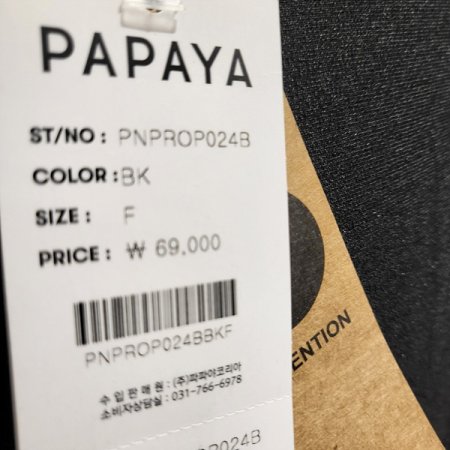 PAPAYA
ST/NO : PNPROP024B
COLOR : BK
SIZE : F
PRICE : ₩ 69,000
PNPROP024BBKF
수 입 판 매 원 : (주)파파야코리아
소비자상담실 : 031-766-6978
ENTION
P024B